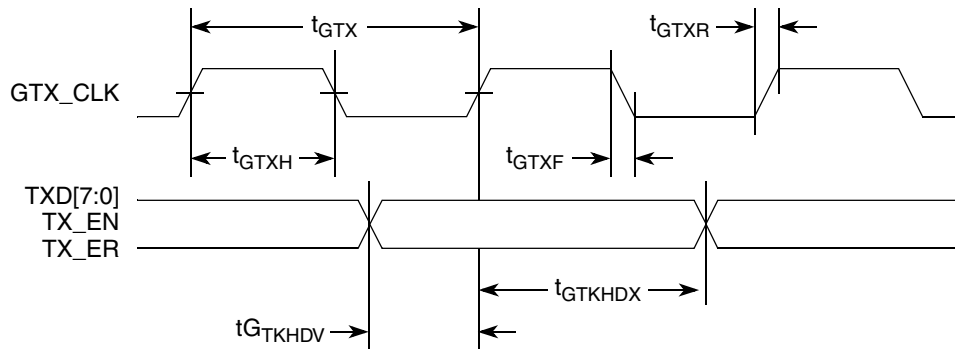 tGTX
tGTXR
GTX_CLK
tGTXH
tGTXF
TXD[7:0]
TX_EN
TX_ER
tGTKHDX
tGTKHDV